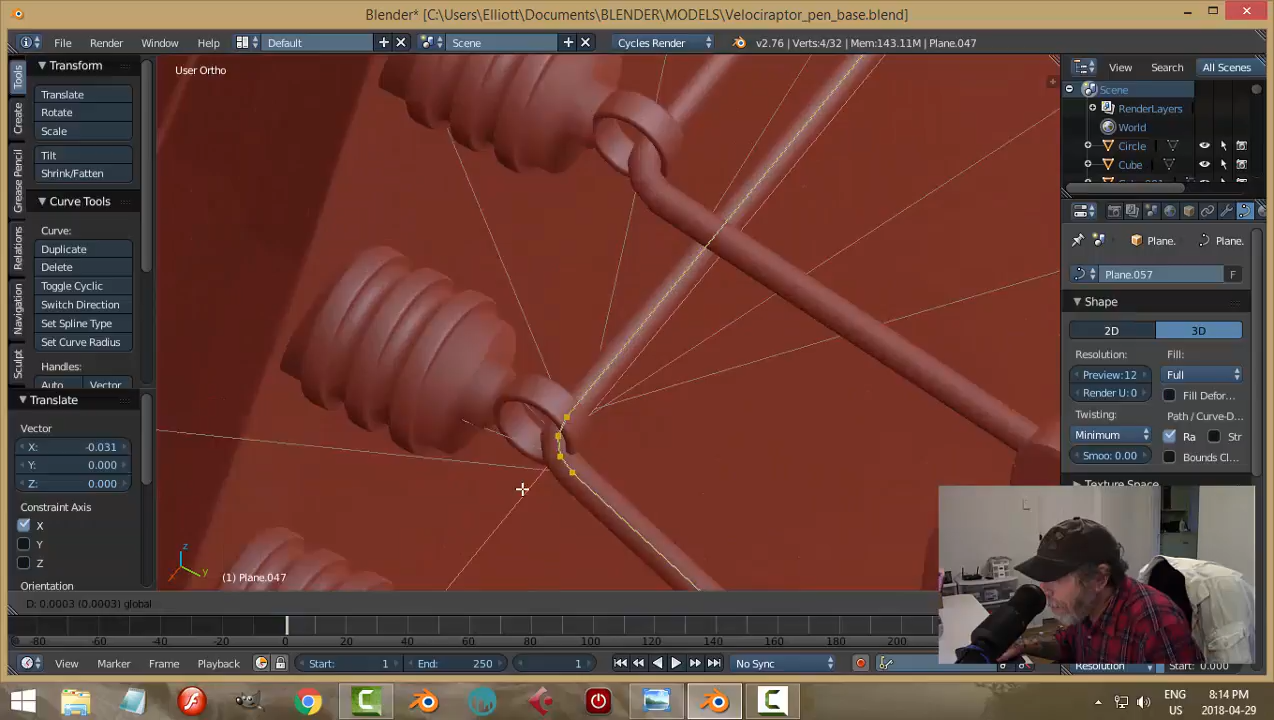 Blender* [C:\Users\Elliott\Documents\BLENDER\MODELS\Velociraptor_pen_base.blend]
File Render Window Help Default Scene Cycles Render v2.76 | Verts:4/32 | Mem:143.11M | Plane.047
Tools
Create
Grease Pencil
Relations
Navigation
Sculpt
Transform
Translate
Rotate
Scale
Tilt
Shrink/Fatten
Curve Tools
Curve:
Duplicate
Delete
Toggle Cyclic
Switch Direction
Set Spline Type
Set Curve Radius
Handles:
Auto Vector
Translate
Vector
X: -0.031
Y: 0.000
Z: 0.000
Constraint Axis
X
Y
Z
Orientation
User Ortho
z
y
(1) Plane.047
D: 0.0003 (0.0003) global
View Search All Scenes
Scene
RenderLayers
World
Circle
Cube
Plane. Plane.
Plane.057 F
Shape
2D 3D
Resolution: Fill:
Preview:12 Full
Render U: 0 Fill Defor...
Twisting: Path / Curve-D...
Minimum Ra Str
Smoo: 0.00 Bounds Cl...
Texture Space
-80 -60 -40 -20 0 20 40 60 80 100 120 140 160 180 200
View Marker Frame Playback Start: 1 End: 250 1 No Sync
ENG
US
8:14 PM
2018-04-29